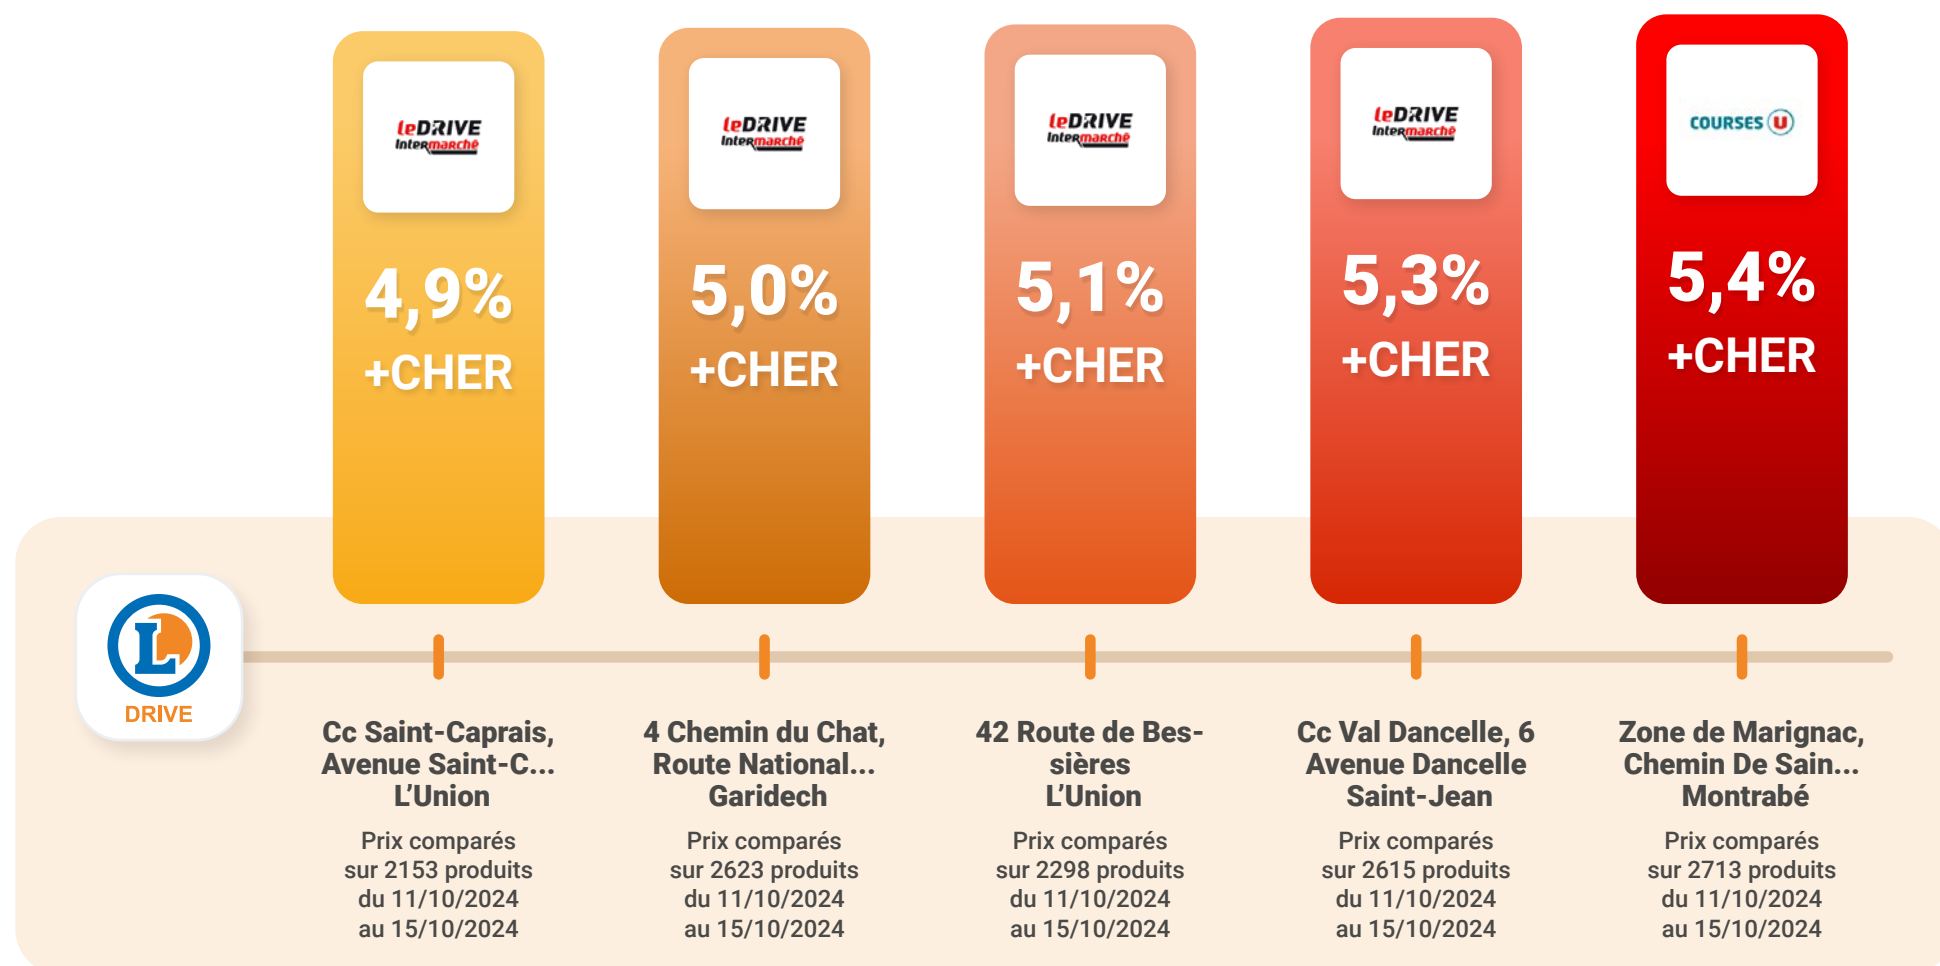 leDRIVE
Intermarché
4,9%
+CHER
leDRIVE
Intermarché
5,0%
+CHER
leDRIVE
Intermarché
5,1%
+CHER
leDRIVE
Intermarché
5,3%
+CHER
COURSES U
5,4%
+CHER
L
DRIVE
Cc Saint-Caprais,
Avenue Saint-C...
L’Union
Prix comparés
sur 2153 produits
du 11/10/2024
au 15/10/2024
4 Chemin du Chat,
Route National...
Garidech
Prix comparés
sur 2623 produits
du 11/10/2024
au 15/10/2024
42 Route de Bes-
sières
L’Union
Prix comparés
sur 2298 produits
du 11/10/2024
au 15/10/2024
Cc Val Dancelle, 6
Avenue Dancelle
Saint-Jean
Prix comparés
sur 2615 produits
du 11/10/2024
au 15/10/2024
Zone de Marignac,
Chemin De Sain...
Montrabé
Prix comparés
sur 2713 produits
du 11/10/2024
au 15/10/2024